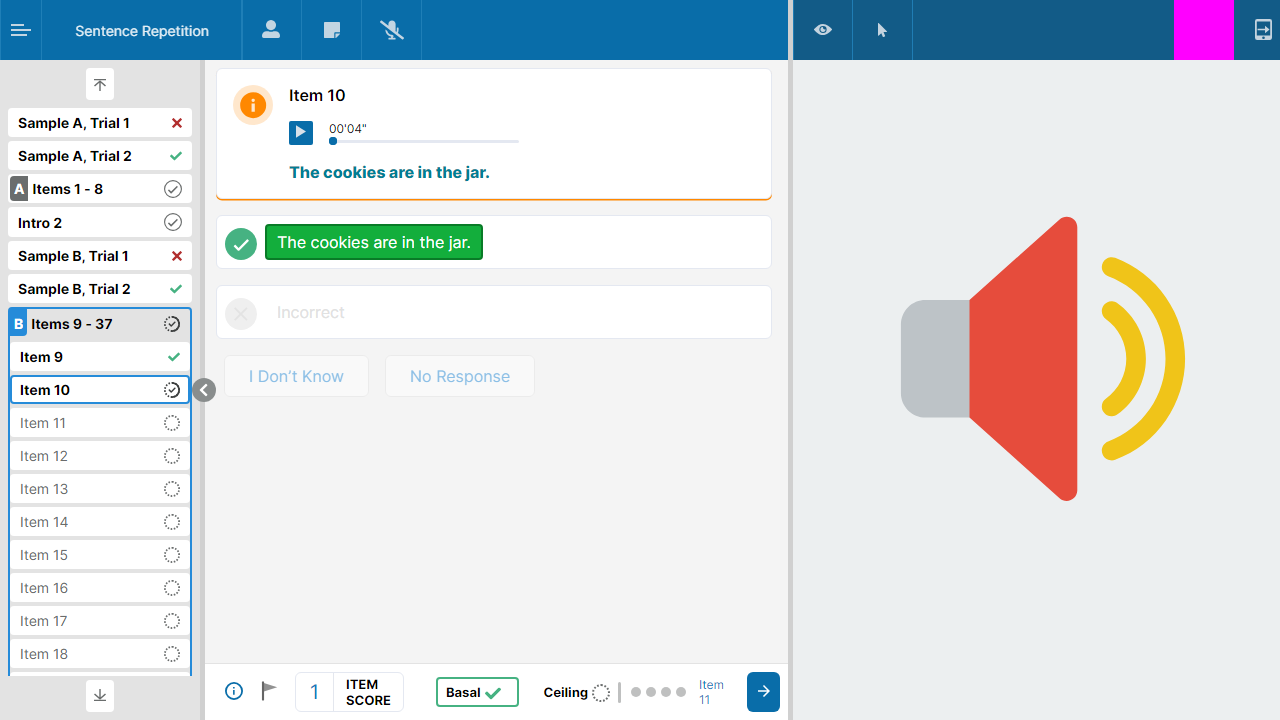 Sentence Repetition
Sample A, Trial 1
Sample A, Trial 2
A Items 1 - 8
Intro 2
Sample B, Trial 1
Sample B, Trial 2
B Items 9 - 37
Item 9
Item 10
Item 11
Item 12
Item 13
Item 14
Item 15
Item 16
Item 17
Item 18
Item 10
00'04"
The cookies are in the jar.
The cookies are in the jar.
Incorrect
I Don't Know
No Response
1 ITEM SCORE
Basal
Ceiling
Item 11